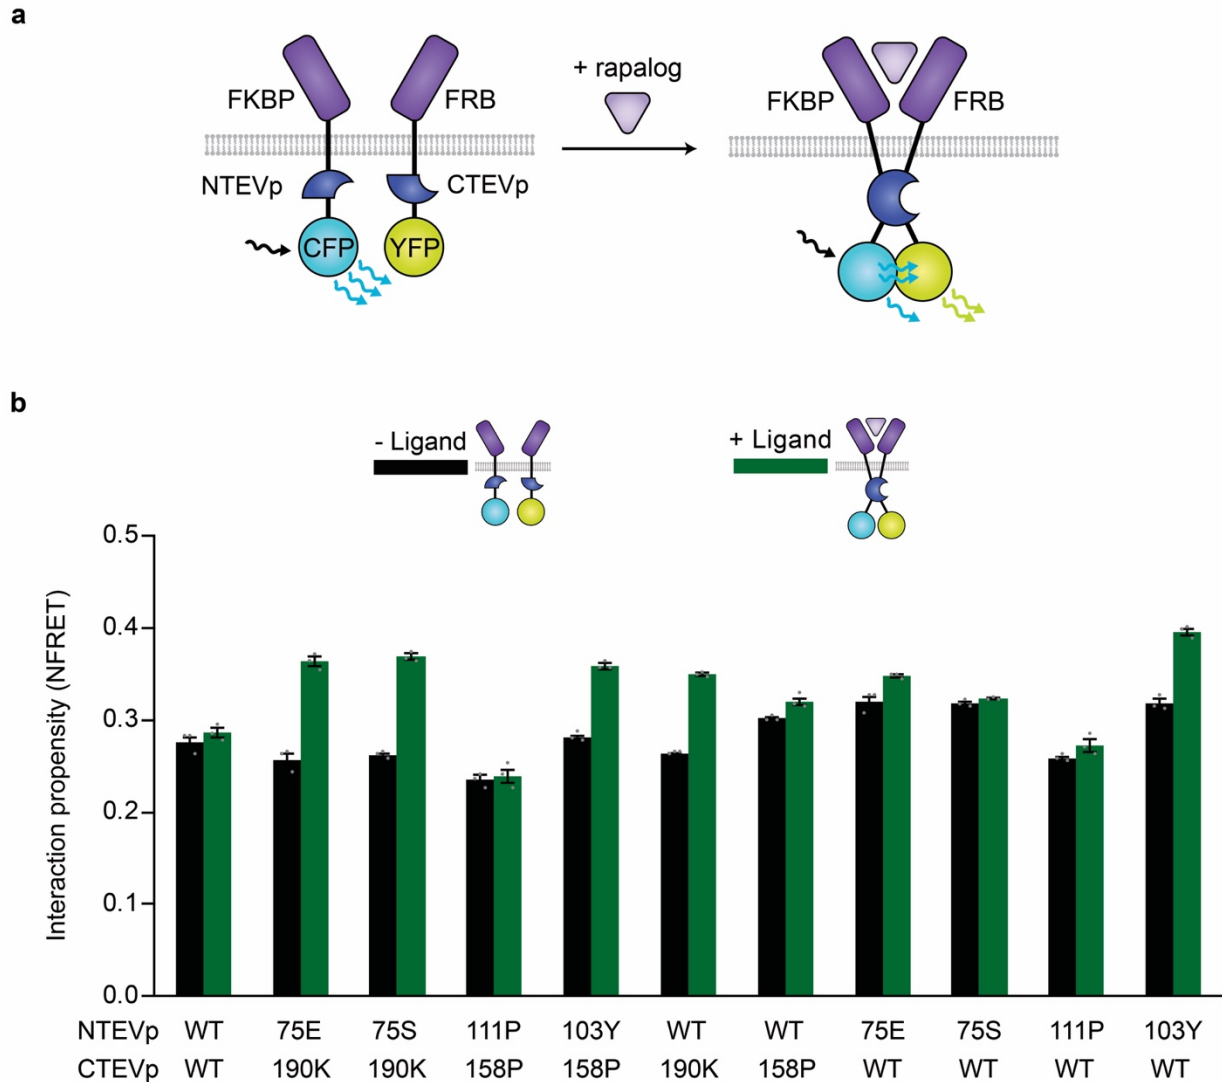 a
+ rapalog
FKBP FRB FKBP FRB
NTEVp CTEVp
CFP YFP
b
- Ligand + Ligand
Interaction propensity (NFRET)
0.5
0.4
0.3
0.2
0.1
0.0
NTEVp WT 75E 75S 111P 103Y WT WT 75E 75S 111P 103Y
CTEVp WT 190K 190K 158P 158P 190K 158P WT WT WT WT